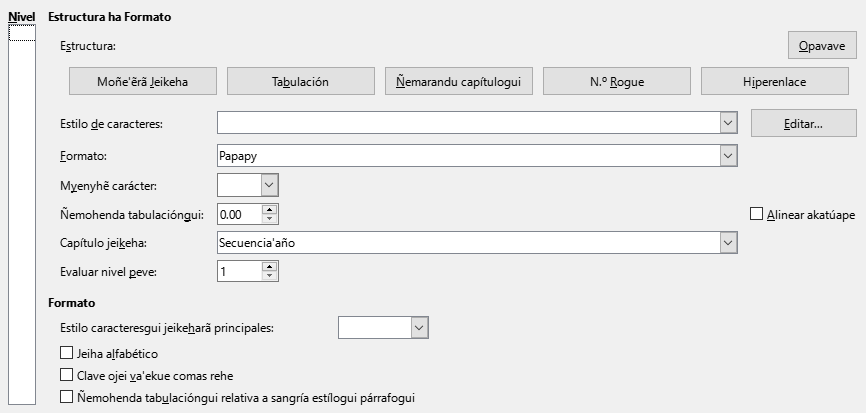 Nivel Estructura ha Formato
Estructura: Opavave
Moñe'ẽrã Jeikeha Tabulación Ñemarandu capítulogui N.º Rogue Hiperenlace
Estilo de caracteres: Editar...
Formato: Papapy
Myenyhẽ carácter:
Ñemohenda tabulacióngui: 0.00 Alinear akatúape
Capítulo jeikeha: Secuencia'año
Evaluar nivel peve: 1
Formato
Estilo caracteresgui jeikeharã principales:
Jeiha alfabético
Clave ojei va'ekue comas rehe
Ñemohenda tabulacióngui relativa a sangría estílogui párrafogui